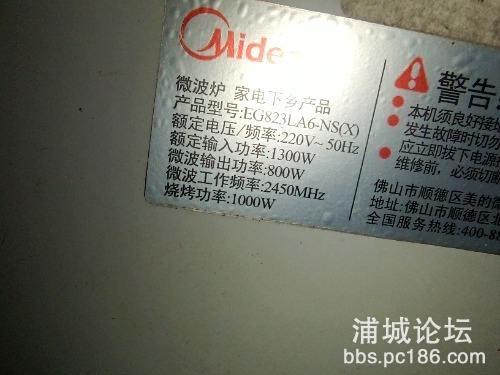 Midea
微波炉 家电下乡产品
产品型号:EG823LA6-NS(X)
额定电压/频率:220V~50Hz
额定输入功率:1300W
微波输出功率:800W
微波工作频率:2450MHz
烧烤功率:1000W
警告
本机须良好接
发生故障时切勿
应立即按下电源
维修前，必须切断
佛山市顺德区美的微
地址:佛山市顺德区
全国服务热线:400-88
浦城论坛
bbs.pc186.com